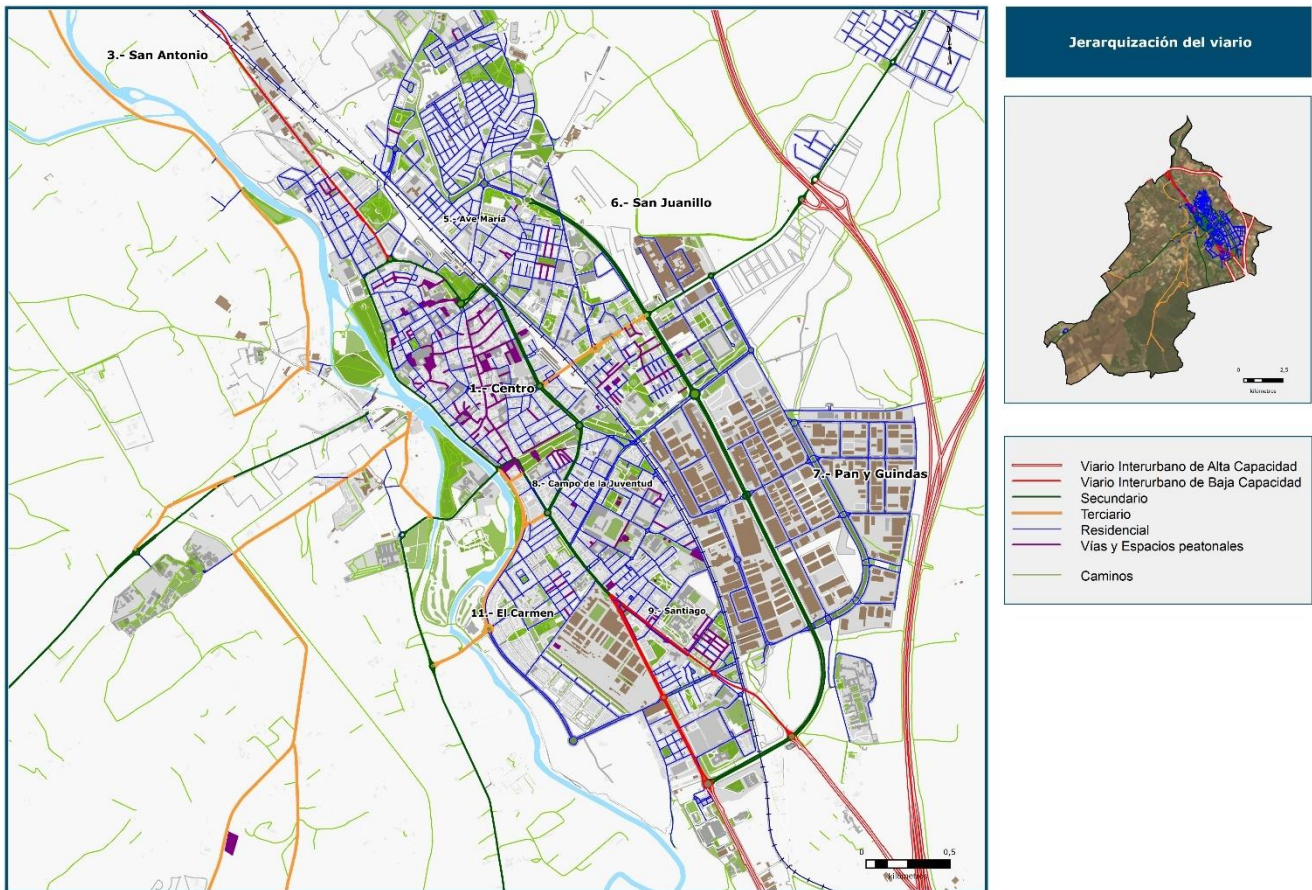 3.- San Antonio
N
5.- Ave María
6.- San Juanillo
1.- Centro
7.- Pan y Guindas
8.- Campo de la Juventud
11.- El Carmen
9.- Santiago
0 0,5
kilómetros
Jerarquización del viario
0 2,5
kilómetros
Viario Interurbano de Alta Capacidad
Viario Interurbano de Baja Capacidad
Secundario
Terciario
Residencial
Vías y Espacios peatonales
Caminos